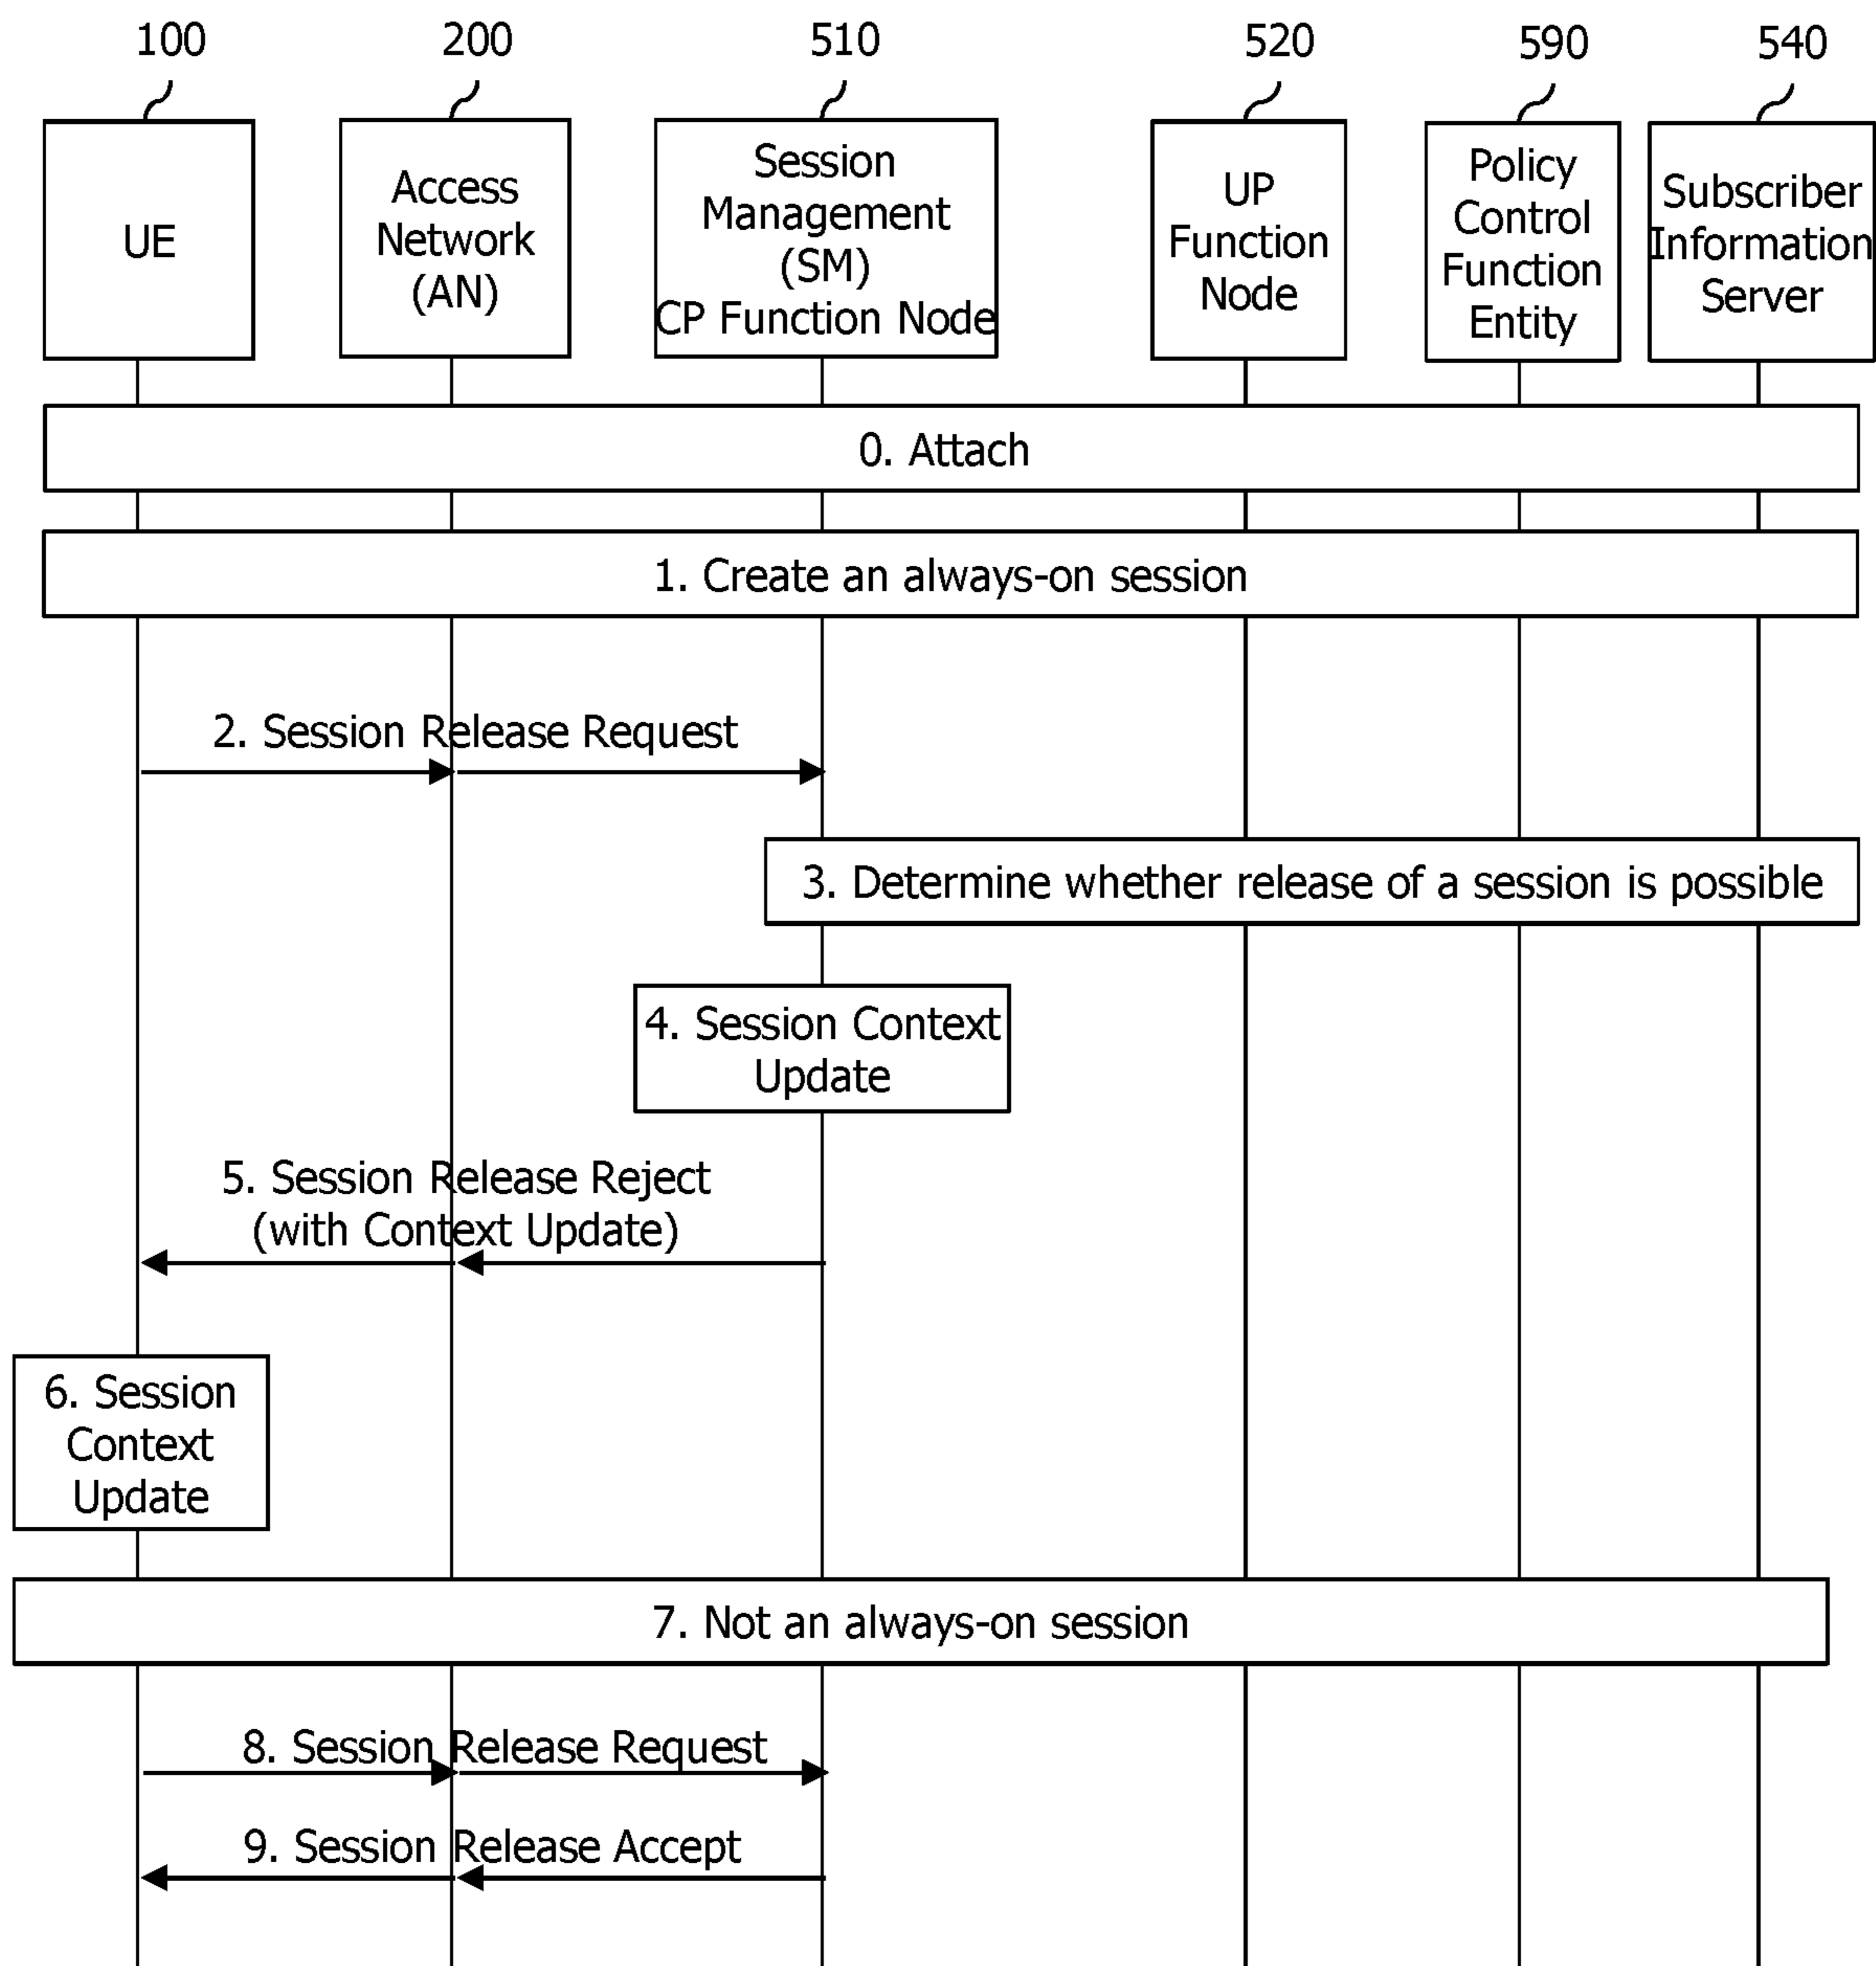 100
200
510
520
590
540
UE
Access
Network
(AN)
Session
Management
(SM)
CP Function Node
UP
Function
Node
Policy
Control
Function
Entity
Subscriber
Information
Server
0. Attach
1. Create an always-on session
2. Session Release Request
3. Determine whether release of a session is possible
4. Session Context
Update
5. Session Release Reject
(with Context Update)
6. Session
Context
Update
7. Not an always-on session
8. Session Release Request
9. Session Release Accept